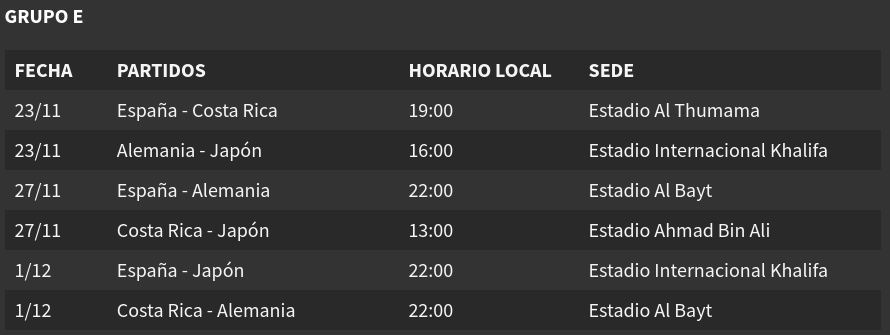 GRUPO E
FECHA PARTIDOS HORARIO LOCAL SEDE
23/11 España - Costa Rica 19:00 Estadio Al Thumama
23/11 Alemania - Japón 16:00 Estadio Internacional Khalifa
27/11 España - Alemania 22:00 Estadio Al Bayt
27/11 Costa Rica - Japón 13:00 Estadio Ahmad Bin Ali
1/12 España - Japón 22:00 Estadio Internacional Khalifa
1/12 Costa Rica - Alemania 22:00 Estadio Al Bayt